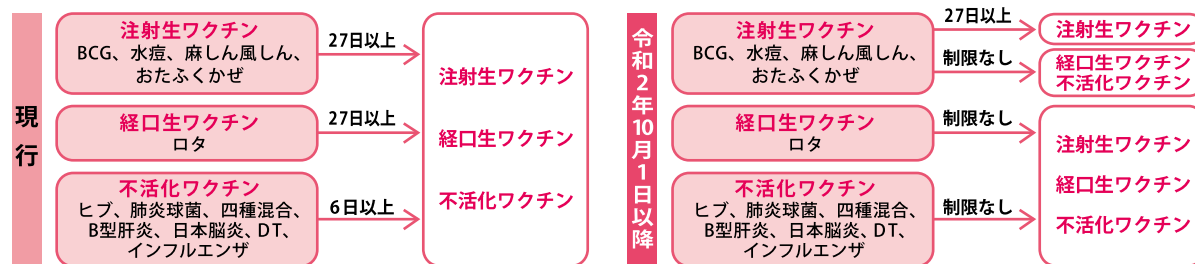 現行
注射生ワクチン
BCG、水痘、麻しん風しん、
おたふくかぜ
27日以上
経口生ワクチン
ロタ
27日以上
不活化ワクチン
ヒブ、肺炎球菌、四種混合、
B型肝炎、日本脳炎、DT、
インフルエンザ
6日以上
注射生ワクチン
経口生ワクチン
不活化ワクチン
令和2年10月1日以降
注射生ワクチン
BCG、水痘、麻しん風しん、
おたふくかぜ
27日以上
注射生ワクチン
制限なし
経口生ワクチン
不活化ワクチン
経口生ワクチン
ロタ
制限なし
不活化ワクチン
ヒブ、肺炎球菌、四種混合、
B型肝炎、日本脳炎、DT、
インフルエンザ
制限なし
注射生ワクチン
経口生ワクチン
不活化ワクチン